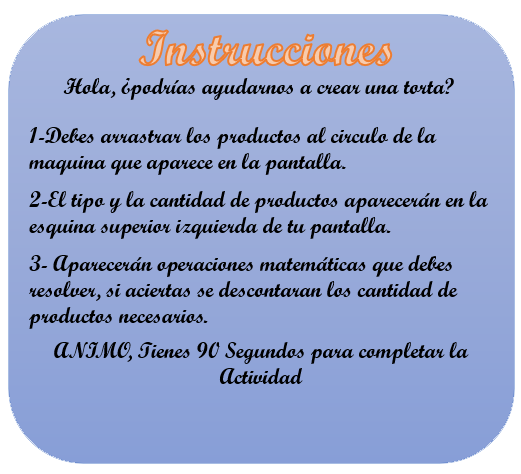 Instrucciones
Hola, ¿podrías ayudarnos a crear una torta?
1-Debes arrastrar los productos al circulo de la
maquina que aparece en la pantalla.
2-El tipo y la cantidad de productos aparecerán en la
esquina superior izquierda de tu pantalla.
3- Aparecerán operaciones matemáticas que debes
resolver, si aciertas se descontaran los cantidad de
productos necesarios.
ANIMO, Tienes 90 Segundos para completar la
Actividad